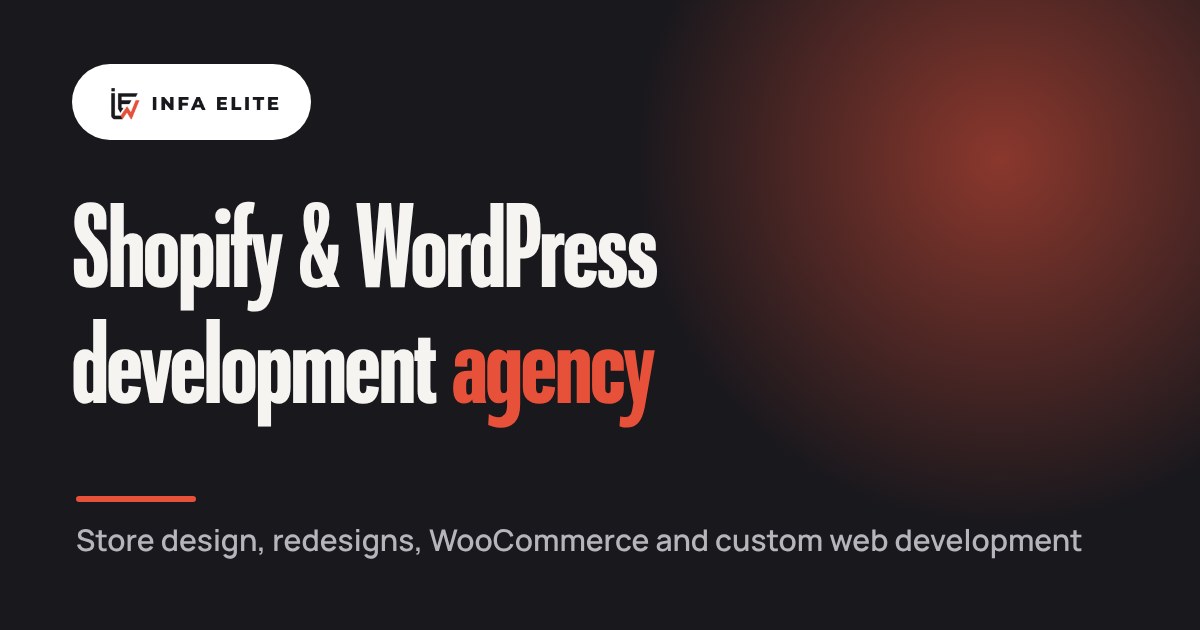 INFA ELITE
Shopify & WordPress
development agency
Store design, redesigns, WooCommerce and custom web development